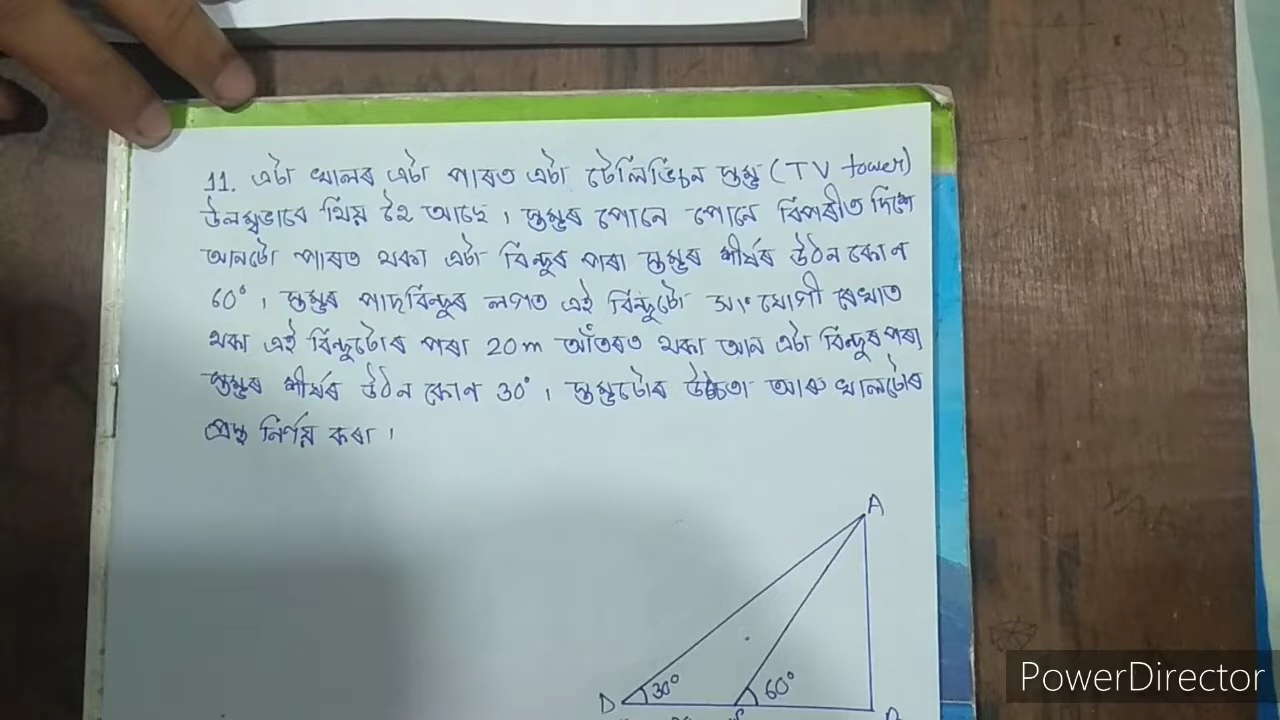 11. এটা খালৰ এটা পাৰত এটা টেলিভিচন স্তম্ভ (TV tower)
উলম্বভাবে থিয় হৈ আছে। স্তম্ভৰ পোনে পোনে বিপৰীত দিশে
আনটো পাৰত থকা এটা বিন্দুৰ পৰা স্তম্ভৰ শীৰ্ষৰ উঠন কোণ
60°। স্তম্ভৰ পাদবিন্দুৰ লগত এই বিন্দুটো সংযোগী ৰেখাত
থকা এই বিন্দুটোৰ পৰা 20m আঁতৰত থকা আন এটা বিন্দুৰ পৰা
স্তম্ভৰ শীৰ্ষৰ উঠন কোণ 30°। স্তম্ভটোৰ উচ্চতা আৰু খালটোৰ
প্ৰস্থ নিৰ্ণয় কৰা।
A
D 30° 60°
PowerDirector